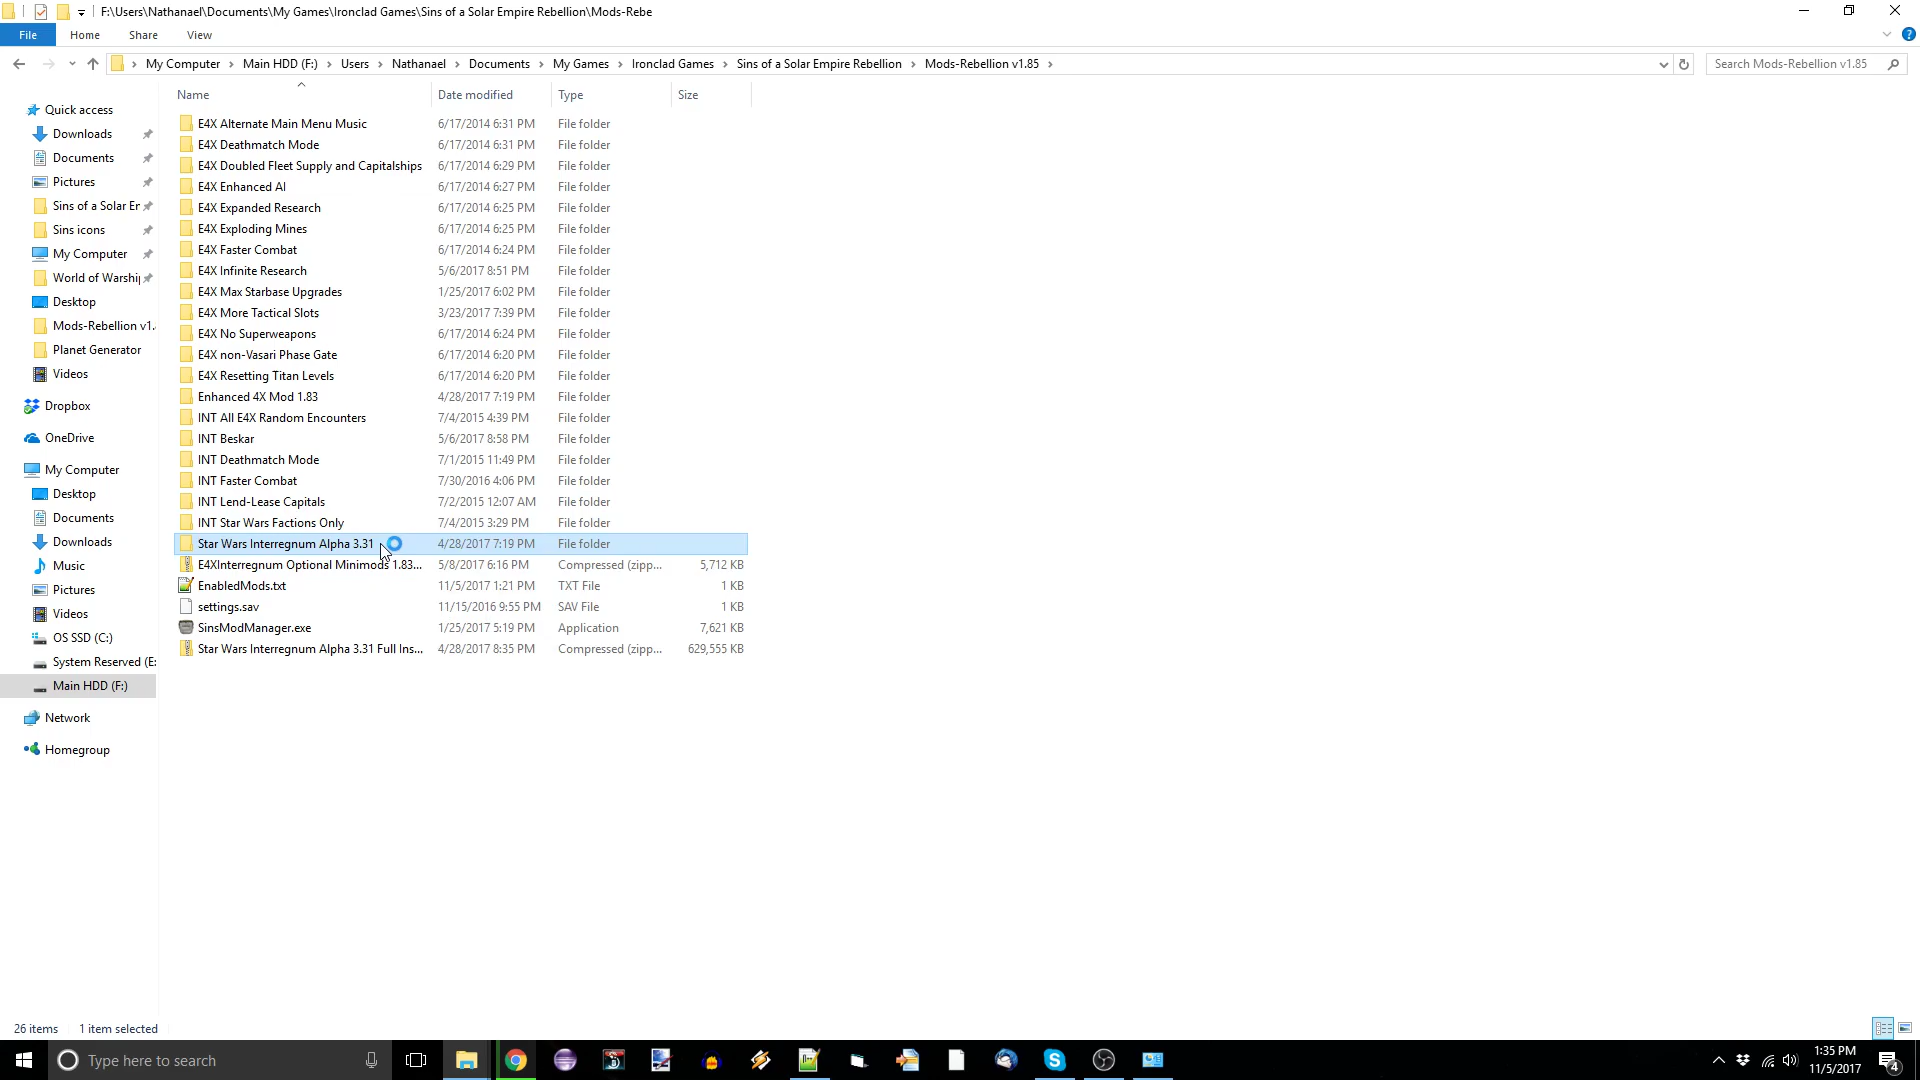 F:\Users\Nathanael\Documents\My Games\Ironclad Games\Sins of a Solar Empire Rebellion\Mods-Rebe
File Home Share View
My Computer Main HDD (F:) Users Nathanael Documents My Games Ironclad Games Sins of a Solar Empire Rebellion Mods-Rebellion v1.85 Search Mods-Rebellion v1.85
Name Date modified Type Size
Quick access
Downloads
Documents
Pictures
Sins of a Solar Er
Sins icons
My Computer
World of Warship
Desktop
Mods-Rebellion v1.
Planet Generator
Videos
Dropbox
OneDrive
My Computer
Desktop
Documents
Downloads
Music
Pictures
Videos
OS SSD (C:)
System Reserved (E:
Main HDD (F:)
Network
Homegroup
E4X Alternate Main Menu Music 6/17/2014 6:31 PM File folder
E4X Deathmatch Mode 6/17/2014 6:31 PM File folder
E4X Doubled Fleet Supply and Capitalships 6/17/2014 6:29 PM File folder
E4X Enhanced AI 6/17/2014 6:27 PM File folder
E4X Expanded Research 6/17/2014 6:25 PM File folder
E4X Exploding Mines 6/17/2014 6:25 PM File folder
E4X Faster Combat 6/17/2014 6:24 PM File folder
E4X Infinite Research 5/6/2017 8:51 PM File folder
E4X Max Starbase Upgrades 1/25/2017 6:02 PM File folder
E4X More Tactical Slots 3/23/2017 7:39 PM File folder
E4X No Superweapons 6/17/2014 6:24 PM File folder
E4X non-Vasari Phase Gate 6/17/2014 6:20 PM File folder
E4X Resetting Titan Levels 6/17/2014 6:20 PM File folder
Enhanced 4X Mod 1.83 4/28/2017 7:19 PM File folder
INT All E4X Random Encounters 7/4/2015 4:39 PM File folder
INT Beskar 5/6/2017 8:58 PM File folder
INT Deathmatch Mode 7/1/2015 11:49 PM File folder
INT Faster Combat 7/30/2016 4:06 PM File folder
INT Lend-Lease Capitals 7/2/2015 12:07 AM File folder
INT Star Wars Factions Only 7/4/2015 3:29 PM File folder
Star Wars Interregnum Alpha 3.31 4/28/2017 7:19 PM File folder
E4XInterregnum Optional Minimods 1.83... 5/8/2017 6:16 PM Compressed (zipp... 5,712 KB
EnabledMods.txt 11/5/2017 1:21 PM TXT File 1 KB
settings.sav 11/15/2016 9:55 PM SAV File 1 KB
SinsModManager.exe 1/25/2017 5:19 PM Application 7,621 KB
Star Wars Interregnum Alpha 3.31 Full Ins... 4/28/2017 8:35 PM Compressed (zipp... 629,555 KB
26 items 1 item selected
Type here to search
1:35 PM
11/5/2017
4